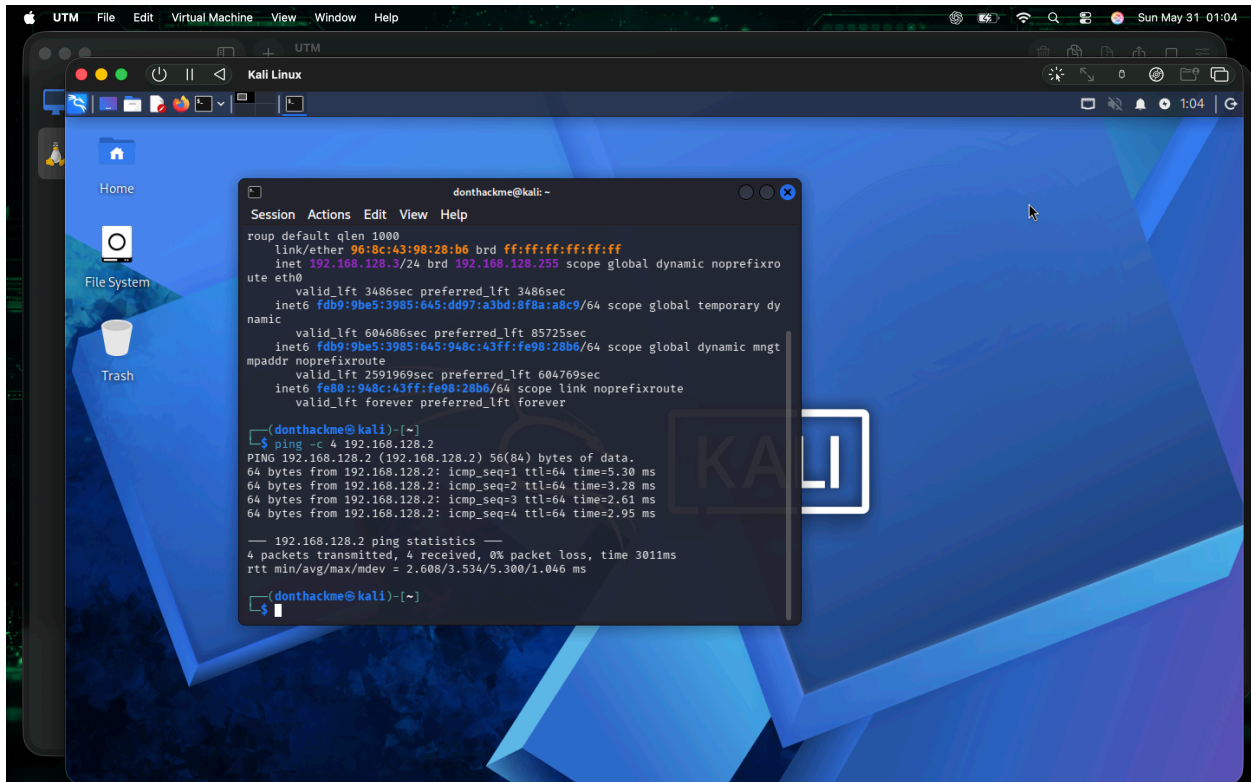 UTM File Edit Virtual Machine View Window Help
Sun May 31 01:04
UTM
Kali Linux
1:04
Home
File System
Trash
donthackme@kali: ~
Session Actions Edit View Help
roup default qlen 1000
link/ether 96:8c:43:98:28:b6 brd ff:ff:ff:ff:ff:ff
inet 192.168.128.3/24 brd 192.168.128.255 scope global dynamic noprefixro
ute eth0
valid_lft 3486sec preferred_lft 3486sec
inet6 fdb9:9be5:3985:645:dd97:a3bd:8f8a:a8c9/64 scope global temporary dy
namic
valid_lft 604686sec preferred_lft 85725sec
inet6 fdb9:9be5:3985:645:948c:43ff:fe98:28b6/64 scope global dynamic mngt
mpaddr noprefixroute
valid_lft 2591969sec preferred_lft 604769sec
inet6 fe80::948c:43ff:fe98:28b6/64 scope link noprefixroute
valid_lft forever preferred_lft forever
┌──(donthackme㉿kali)-[~]
└─$ ping -c 4 192.168.128.2
PING 192.168.128.2 (192.168.128.2) 56(84) bytes of data.
64 bytes from 192.168.128.2: icmp_seq=1 ttl=64 time=5.30 ms
64 bytes from 192.168.128.2: icmp_seq=2 ttl=64 time=3.28 ms
64 bytes from 192.168.128.2: icmp_seq=3 ttl=64 time=2.61 ms
64 bytes from 192.168.128.2: icmp_seq=4 ttl=64 time=2.95 ms
--- 192.168.128.2 ping statistics ---
4 packets transmitted, 4 received, 0% packet loss, time 3011ms
rtt min/avg/max/mdev = 2.608/3.534/5.300/1.046 ms
┌──(donthackme㉿kali)-[~]
└─$
KALI